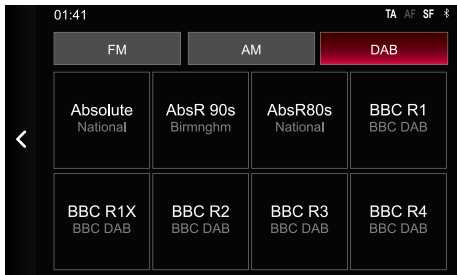 01:41 TA AF SF
FM AM DAB
Absolute AbsR 90s AbsR80s BBC R1
National Birmnghm National BBC DAB
BBC R1X BBC R2 BBC R3 BBC R4
BBC DAB BBC DAB BBC DAB BBC DAB